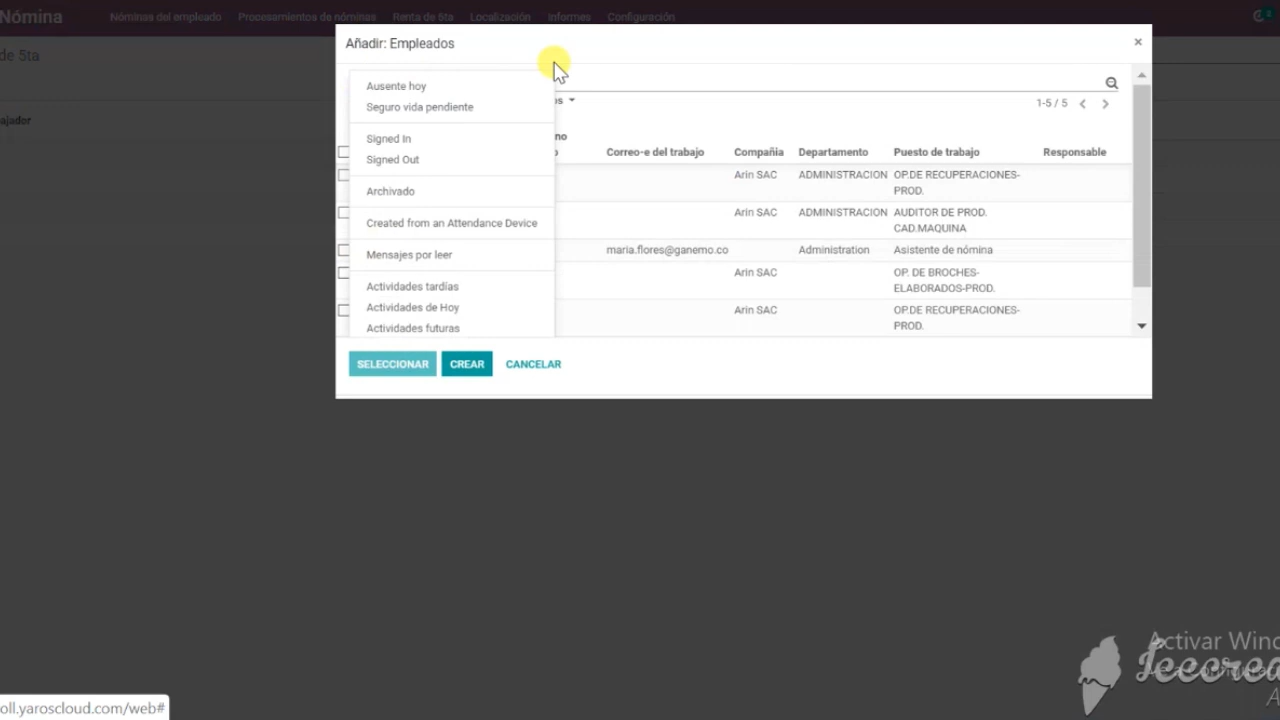 Nómina
Nóminas del empleado Procesamientos de nóminas Renta de 5ta Localización Informes Configuración
de 5ta
Añadir: Empleados ×
Ausente hoy
Seguro vida pendiente
Signed In
Signed Out
Archivado
Created from an Attendance Device
Mensajes por leer
Actividades tardías
Actividades de Hoy
Actividades futuras
os
1-5 / 5
ajador
no
o Correo-e del trabajo Compañia Departamento Puesto de trabajo Responsable
Arin SAC ADMINISTRACION OP.DE RECUPERACIONES-
PROD.
Arin SAC ADMINISTRACION AUDITOR DE PROD.
CAD.MAQUINA
maria.flores@ganemo.co Administration Asistente de nómina
Arin SAC OP. DE BROCHES-
ELABORADOS-PROD.
Arin SAC OP.DE RECUPERACIONES-
PROD.
SELECCIONAR CREAR CANCELAR
Activar Wind
Icecrea
oll.yaroscloud.com/web#